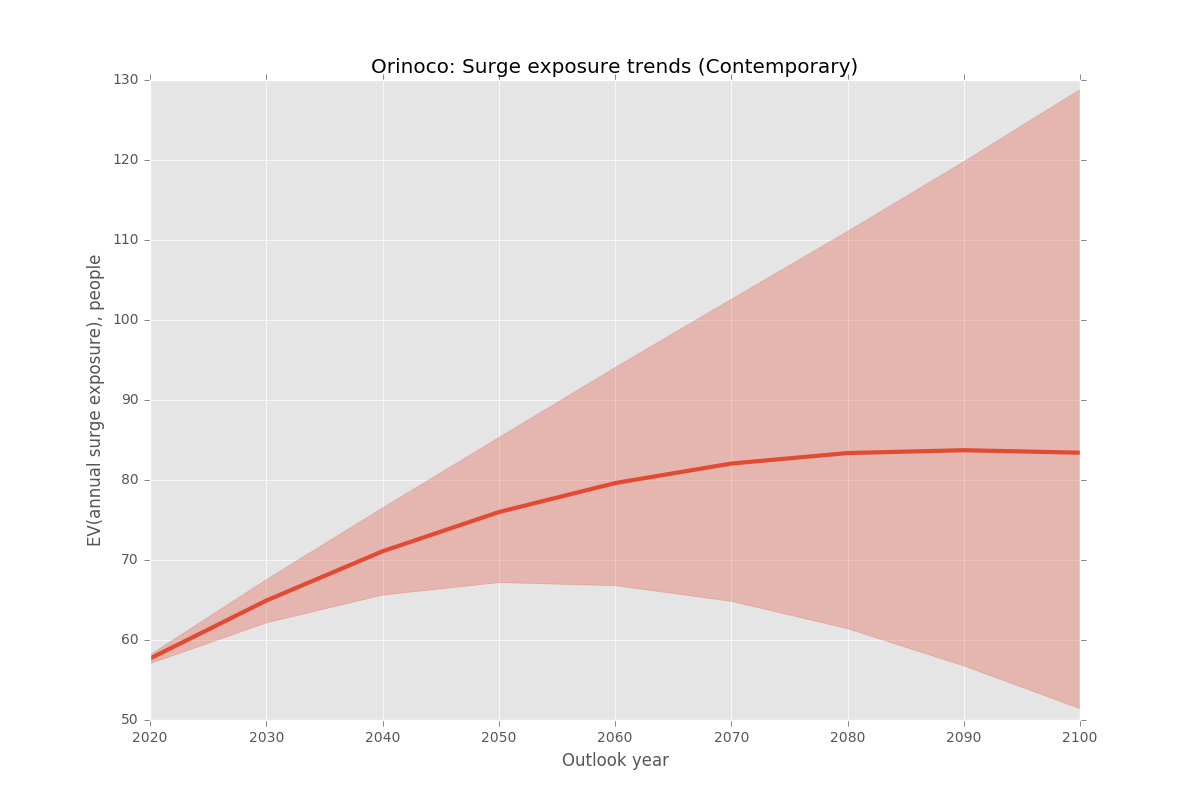 Orinoco: Surge exposure trends (Contemporary)
EV(annual surge exposure), people
130
120
110
100
90
80
70
60
50
2020 2030 2040 2050 2060 2070 2080 2090 2100
Outlook year